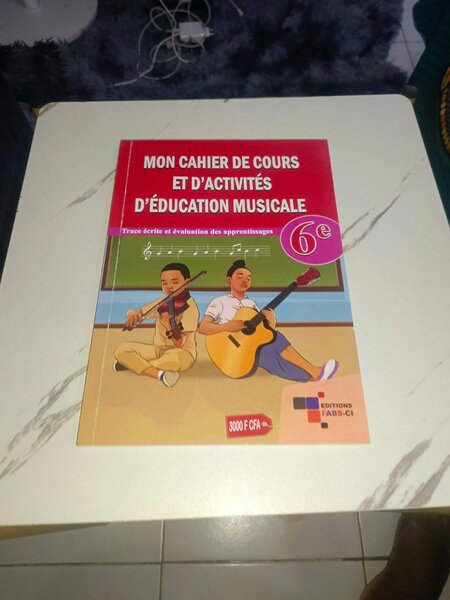 MON CAHIER DE COURS
ET D'ACTIVITÉS
D'ÉDUCATION MUSICALE
Trace écrite et évaluation des apprentissages
6e
3000 F CFA
EDITIONS
FABS-CI